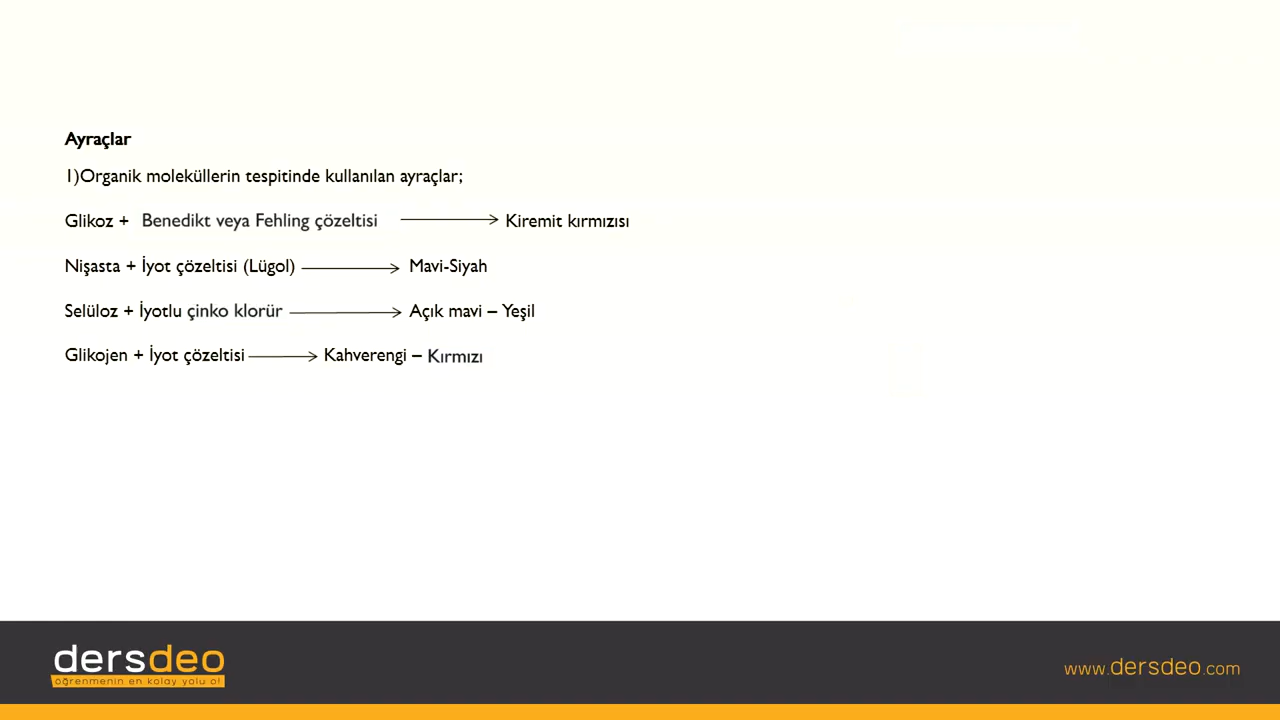 Ayraçlar
1)Organik moleküllerin tespitinde kullanılan ayraçlar;
Glikoz + Benedikt veya Fehling çözeltisi → Kiremit kırmızısı
Nişasta + İyot çözeltisi (Lügol) → Mavi-Siyah
Selüloz + İyotlu çinko klorür → Açık mavi – Yeşil
Glikojen + İyot çözeltisi → Kahverengi – Kırmızı
dersdeo
öğrenmenin en kolay yolu o!
www.dersdeo.com